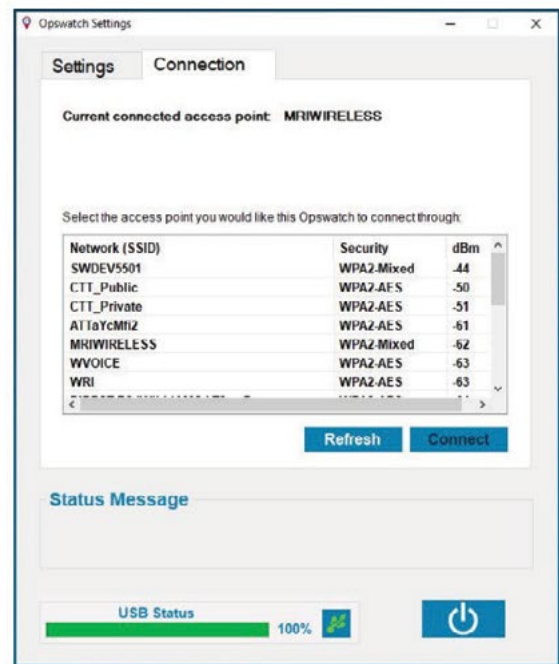 Opswatch Settings
Settings Connection
Current connected access point: MRIWIRELESS
Select the access point you would like this Opswatch to connect through:
Network (SSID) Security dBm
SWDEV5501 WPA2-Mixed -44
CTT_Public WPA2-AES -50
CTT_Private WPA2-AES -51
ATTaYcMfi2 WPA2-AES -61
MRIWIRELESS WPA2-Mixed -62
WVOICE WPA2-AES -63
WRI WPA2-AES -63
Refresh Connect
Status Message
USB Status
100%